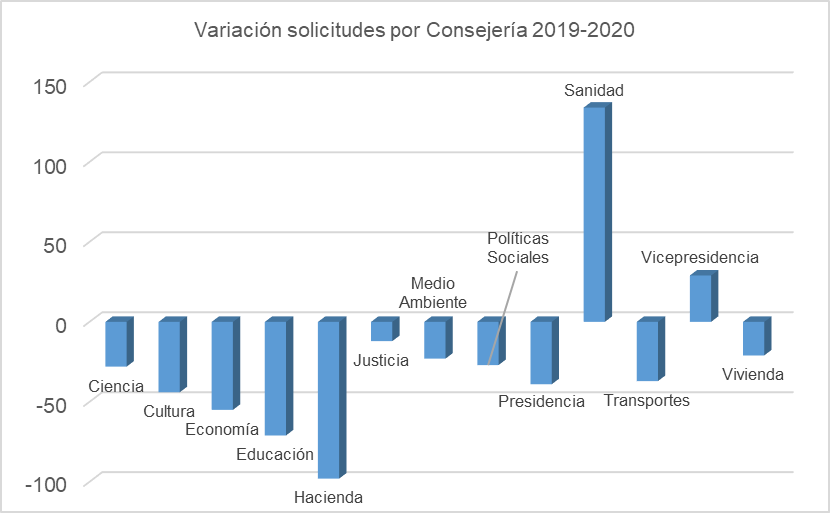 Variación solicitudes por Consejería 2019-2020
150
100
50
0
-50
-100
Ciencia
Cultura
Economía
Educación
Hacienda
Justicia
Medio
Ambiente
Políticas
Sociales
Presidencia
Sanidad
Transportes
Vicepresidencia
Vivienda